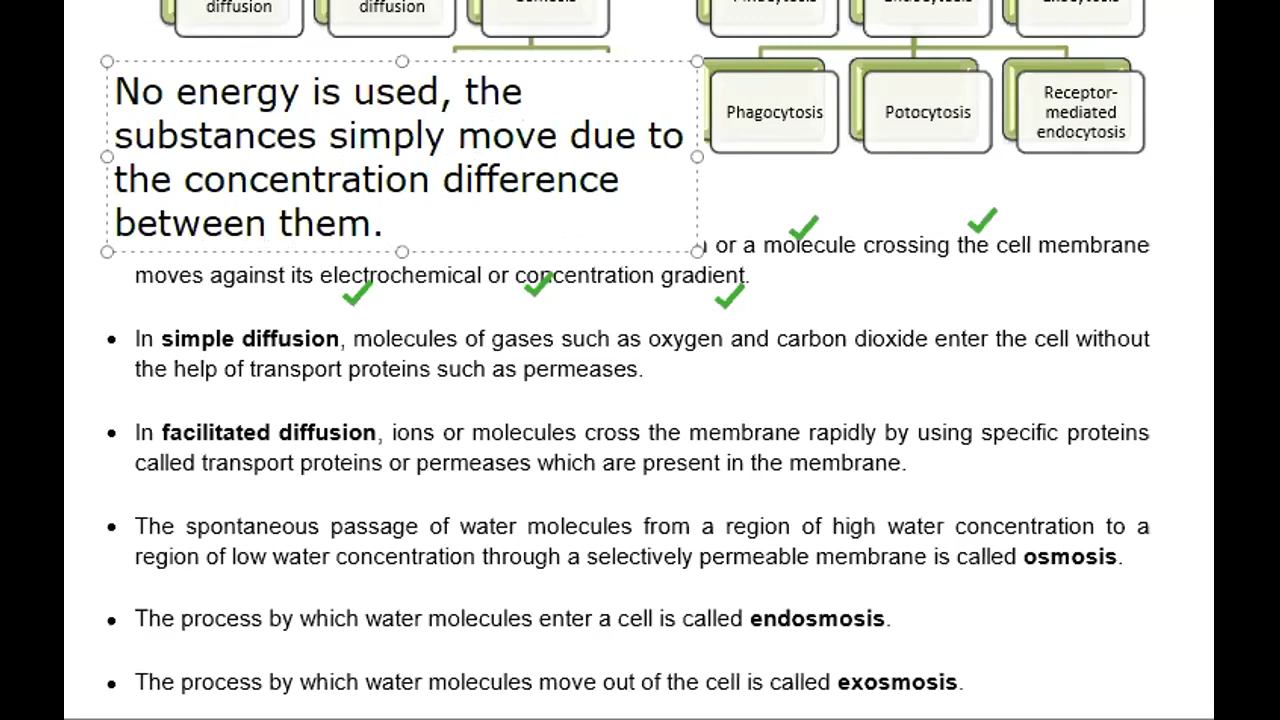 diffusion
diffusion
No energy is used, the
substances simply move due to
the concentration difference
between them.
Phagocytosis
Potocytosis
Receptor-
mediated
endocytosis
or a molecule crossing the cell membrane
moves against its electrochemical or concentration gradient.
• In simple diffusion, molecules of gases such as oxygen and carbon dioxide enter the cell without
the help of transport proteins such as permeases.
• In facilitated diffusion, ions or molecules cross the membrane rapidly by using specific proteins
called transport proteins or permeases which are present in the membrane.
• The spontaneous passage of water molecules from a region of high water concentration to a
region of low water concentration through a selectively permeable membrane is called osmosis.
• The process by which water molecules enter a cell is called endosmosis.
• The process by which water molecules move out of the cell is called exosmosis.